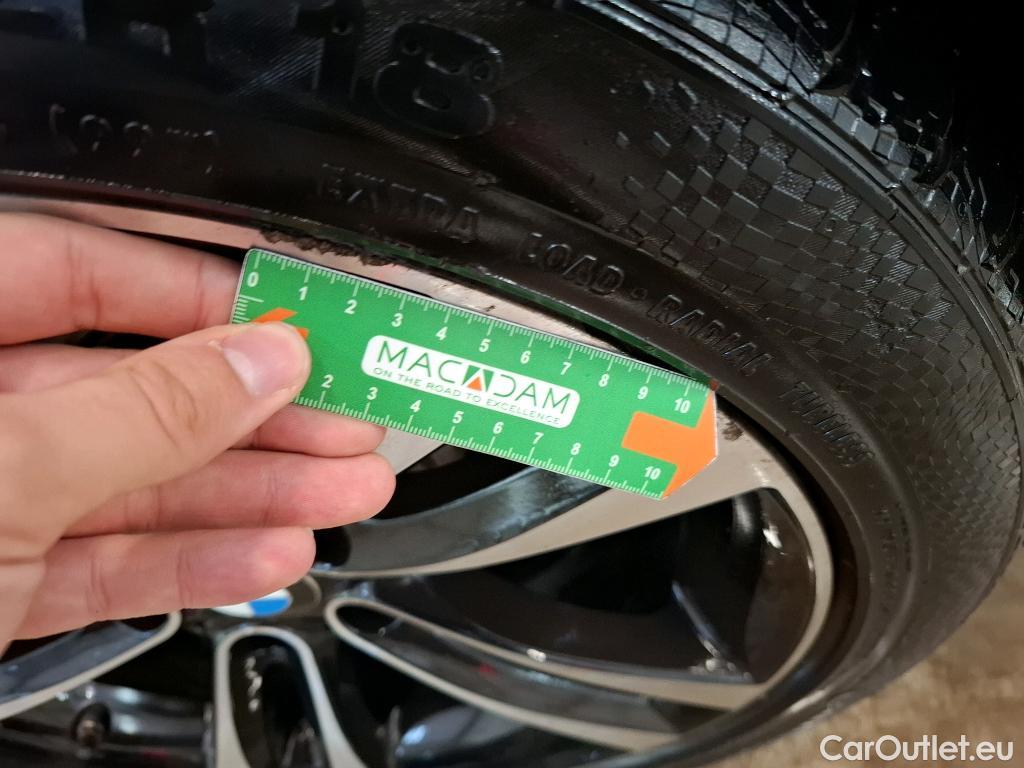 R18
EXTRA LOAD · RADIAL
0 1 2 3 4 5 6 7 8 9 10
MACADAM
ON THE ROAD TO EXCELLENCE
2 3 4 5 6 7 8 9 10
CarOutlet.eu